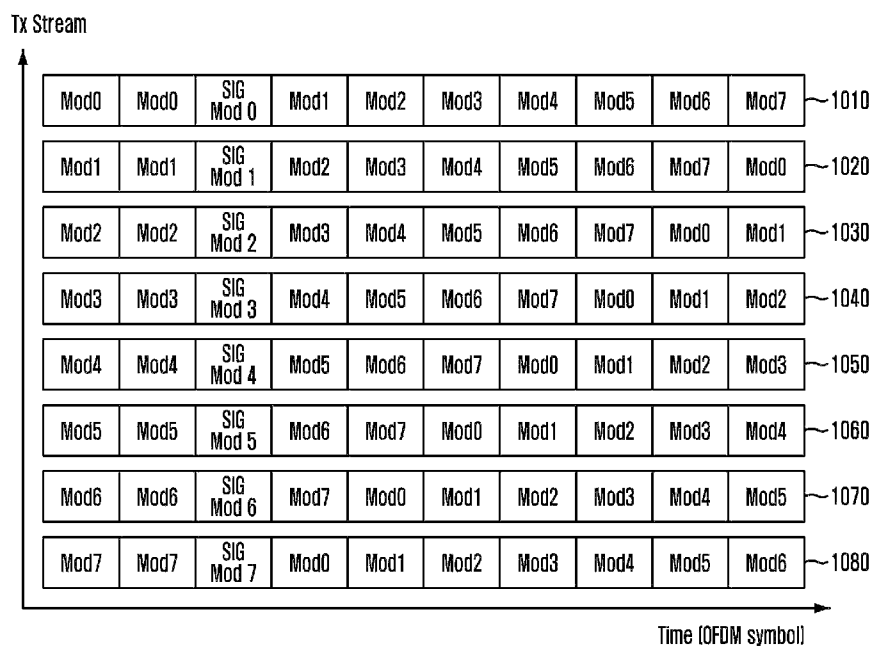 Tx Stream
Mod0 Mod0 SIG Mod 0 Mod1 Mod2 Mod3 Mod4 Mod5 Mod6 Mod7 1010
Mod1 Mod1 SIG Mod 1 Mod2 Mod3 Mod4 Mod5 Mod6 Mod7 Mod0 1020
Mod2 Mod2 SIG Mod 2 Mod3 Mod4 Mod5 Mod6 Mod7 Mod0 Mod1 1030
Mod3 Mod3 SIG Mod 3 Mod4 Mod5 Mod6 Mod7 Mod0 Mod1 Mod2 1040
Mod4 Mod4 SIG Mod 4 Mod5 Mod6 Mod7 Mod0 Mod1 Mod2 Mod3 1050
Mod5 Mod5 SIG Mod 5 Mod6 Mod7 Mod0 Mod1 Mod2 Mod3 Mod4 1060
Mod6 Mod6 SIG Mod 6 Mod7 Mod0 Mod1 Mod2 Mod3 Mod4 Mod5 1070
Mod7 Mod7 SIG Mod 7 Mod0 Mod1 Mod2 Mod3 Mod4 Mod5 Mod6 1080
Time (OFDM symbol)